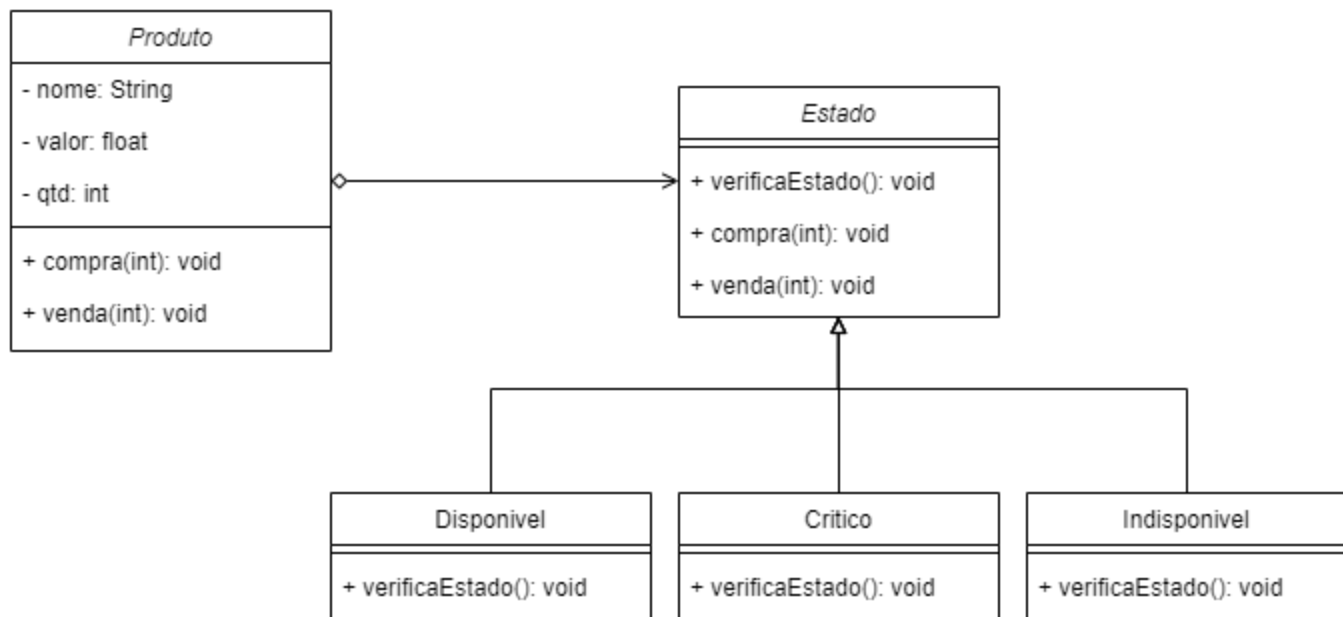 Produto
- nome: String
- valor: float
- qtd: int
+ compra(int): void
+ venda(int): void
Estado
+ verificaEstado(): void
+ compra(int): void
+ venda(int): void
Disponivel
+ verificaEstado(): void
Critico
+ verificaEstado(): void
Indisponivel
+ verificaEstado(): void